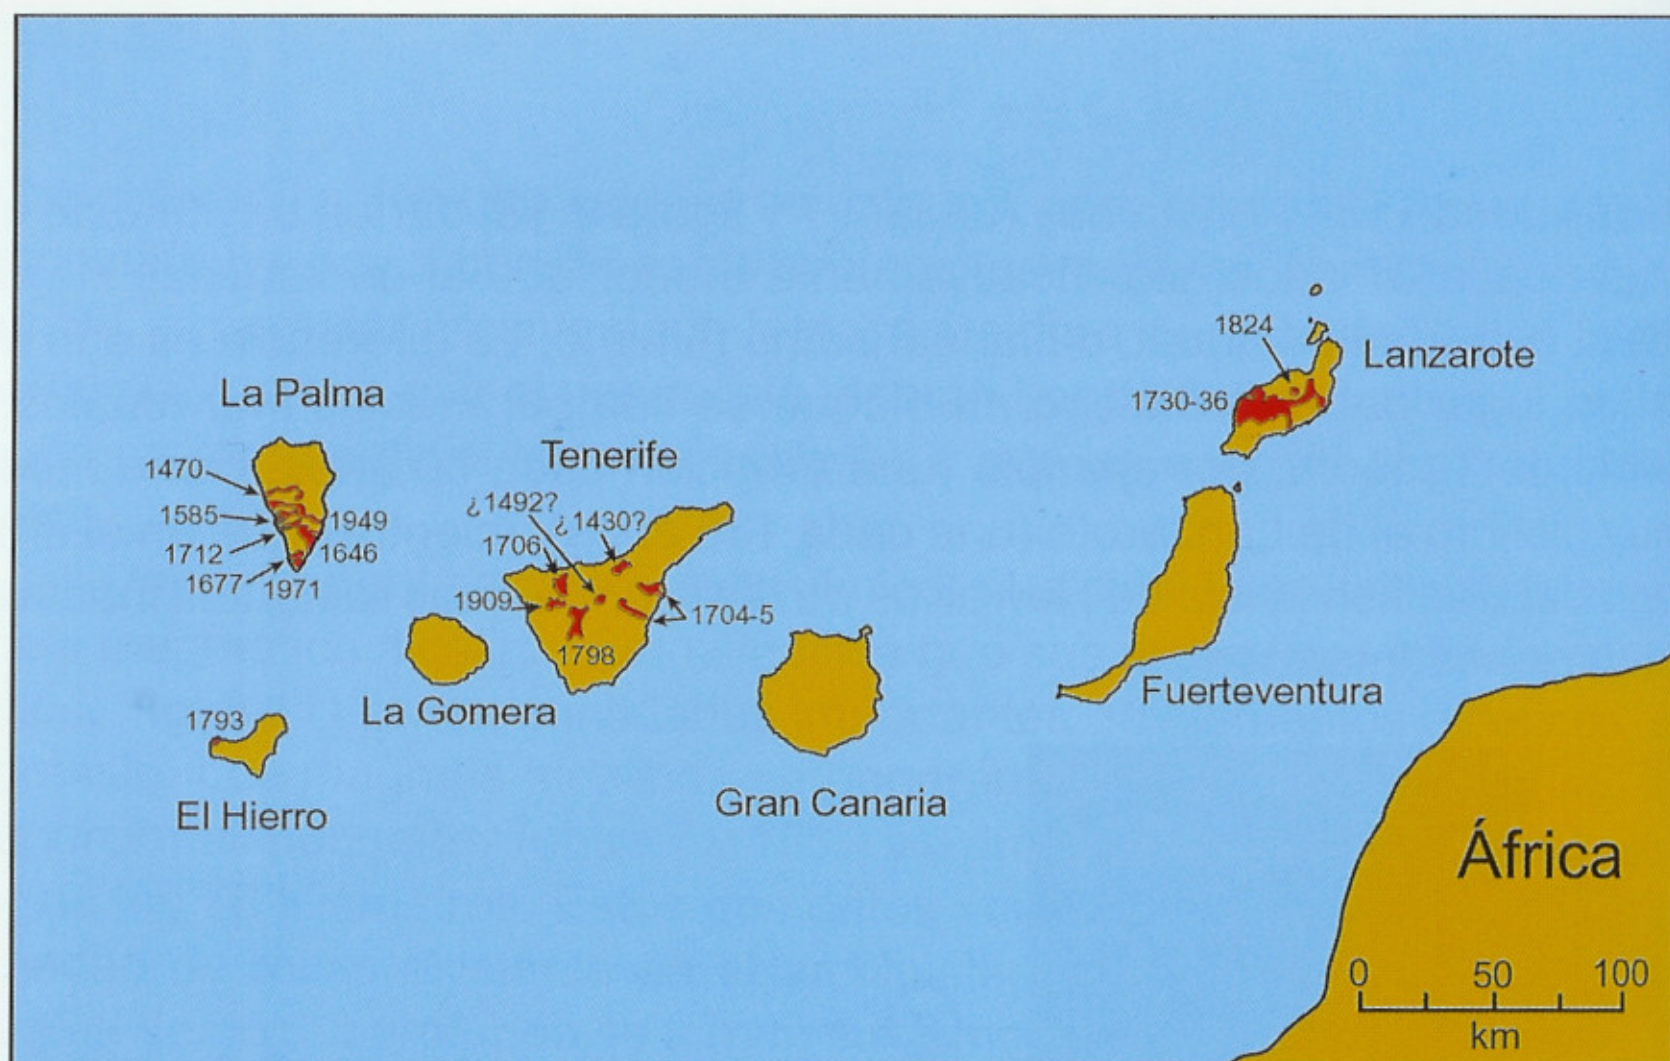 1824
Lanzarote
La Palma
1730-36
Tenerife
1470
¿1492?
1585
1949
¿1430?
1712
1646
1706
1677
1971
1909
1704-5
1798
Fuerteventura
La Gomera
1793
Gran Canaria
El Hierro
África
0 50 100
km